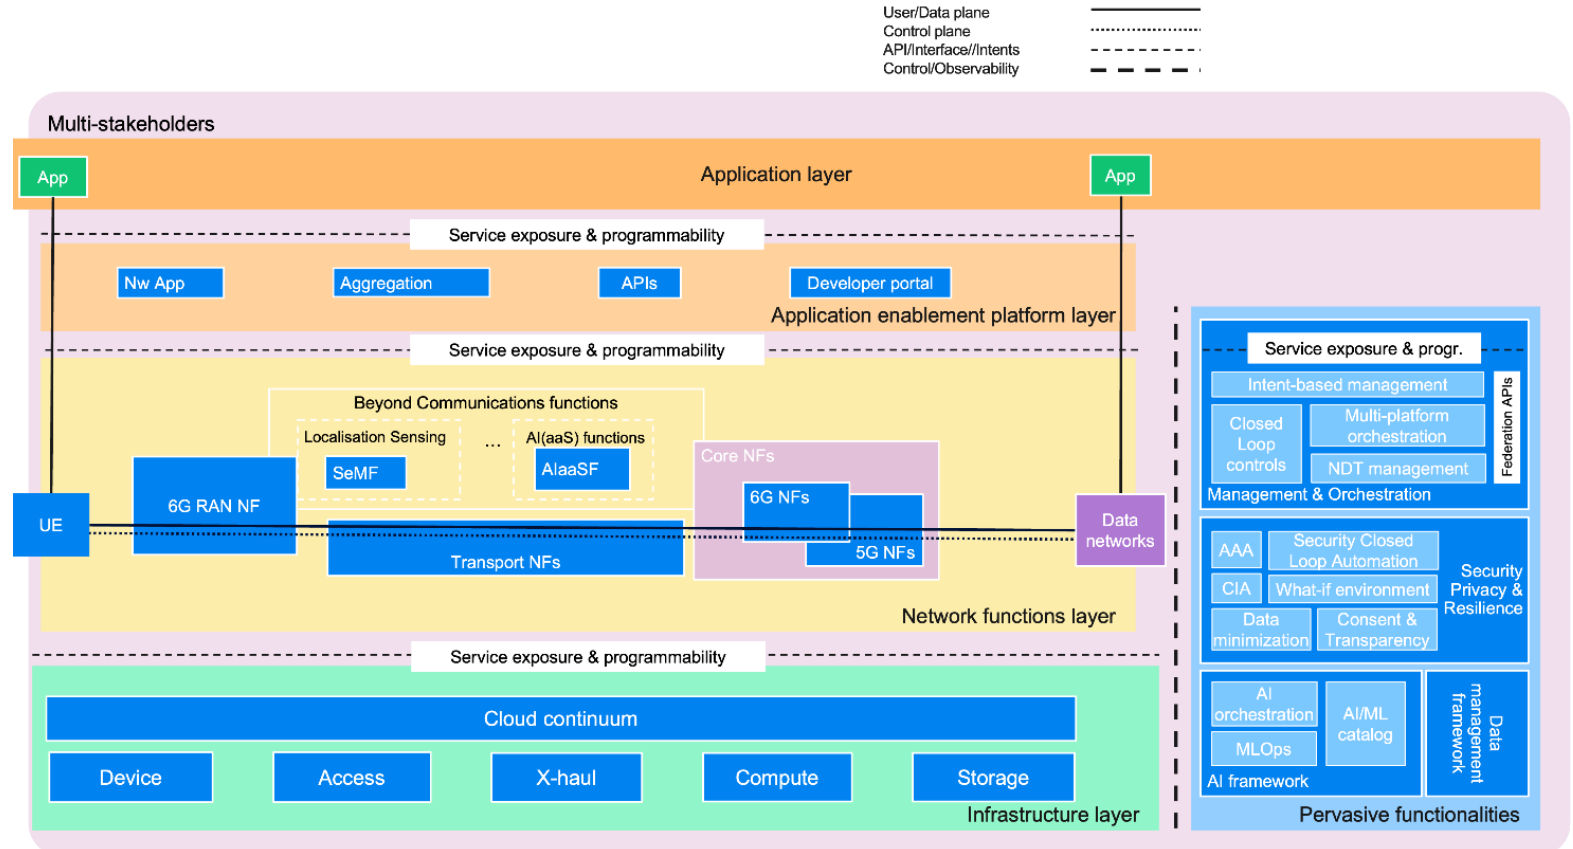 User/Data plane
Control plane
API/Interface//Intents
Control/Observability
Multi-stakeholders
App
Application layer
App
Service exposure & programmability
Nw App
Aggregation
APIs
Developer portal
Application enablement platform layer
Service exposure & programmability
Beyond Communications functions
Localisation Sensing
...
AI(aaS) functions
SeMF
AIaaSF
Core NFs
6G RAN NF
6G NFs
UE
Data
networks
5G NFs
Transport NFs
Network functions layer
Service exposure & programmability
Cloud continuum
Device
Access
X-haul
Compute
Storage
Infrastructure layer
Service exposure & progr.
Intent-based management
Closed
Loop
controls
Multi-platform
orchestration
NDT management
Federation APIs
Management & Orchestration
AAA
Security Closed
Loop Automation
CIA
What-if environment
Data
minimization
Consent &
Transparency
Security
Privacy &
Resilience
AI
orchestration
MLOps
AI/ML
catalog
AI framework
Data
management
framework
Pervasive functionalities